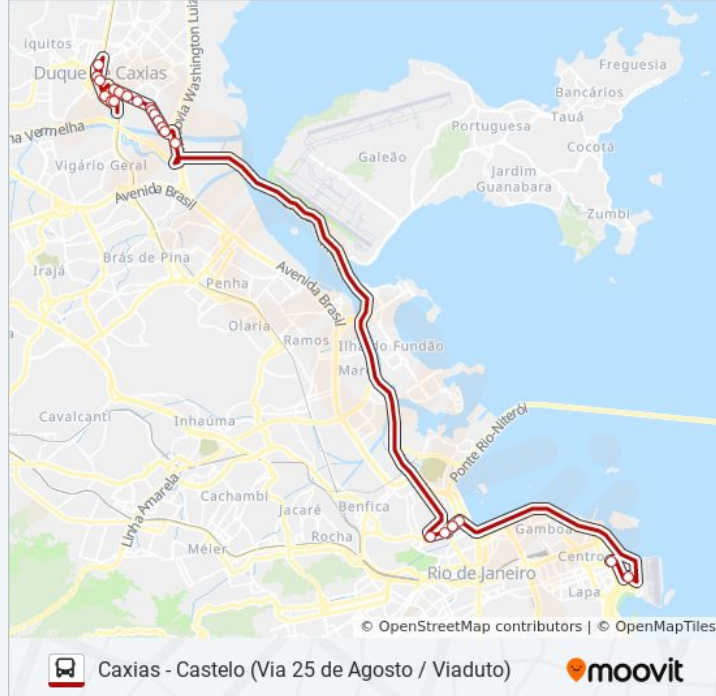 Iquitos
Duque de Caxias
Freguesia
Bancários
Tauá
ovia Washington Luiz
Cocotá
Portuguesa
ha Vermelha
Galeão
Vigário Geral
Jardim
Guanabara
Avenida Brasil
Zumbi
Brás de Pina
Irajá
Avenida Brasil
Penha
Olaria
Ramos
Ilha do Fundão
Mar
Cavalcanti
Inhaúma
Ponte Rio-Niterói
Linha Amarela
Cachambi
Jacaré
Benfica
Rocha
Gamboa
Méier
Centro
Rio de Janeiro
Lapa
© OpenStreetMap contributors | © OpenMapTiles
Caxias - Castelo (Via 25 de Agosto / Viaduto)
moovit